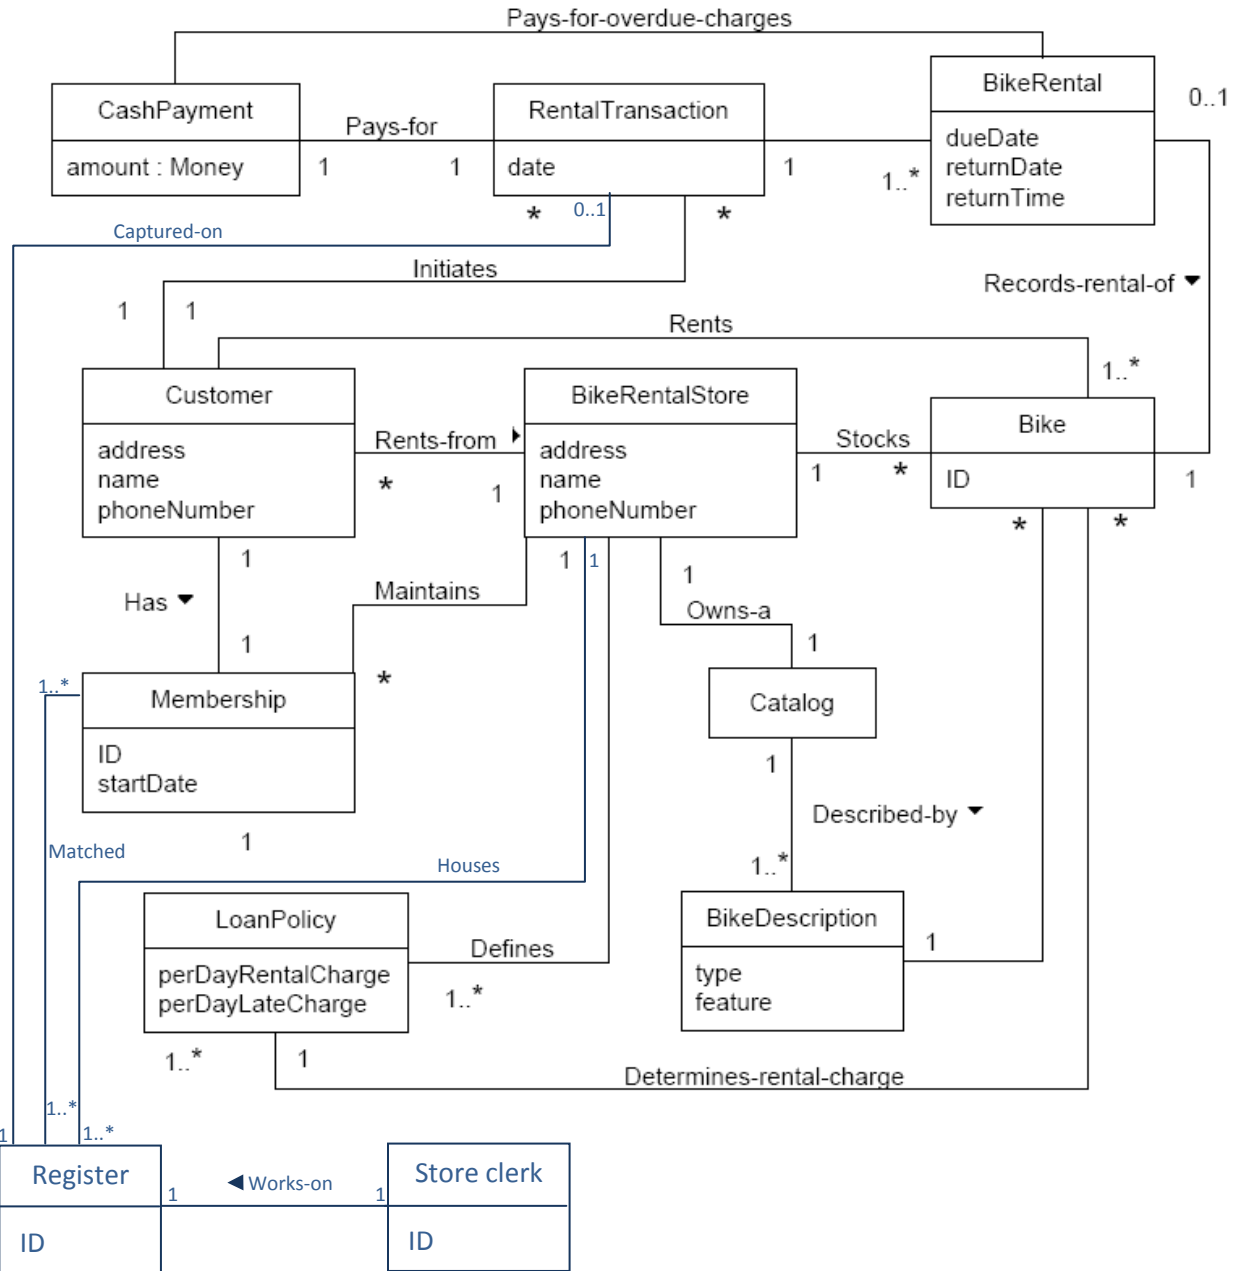 Pays-for-overdue-charges
CashPayment
amount : Money
Pays-for
1
1
RentalTransaction
date
1
1..*
BikeRental
dueDate
returnDate
returnTime
0..1
*
0..1
*
Captured-on
Initiates
Records-rental-of
1
1
Rents
1..*
Customer
address
name
phoneNumber
Rents-from
*
1
BikeRentalStore
address
name
phoneNumber
Stocks
1
*
Bike
ID
1
*
*
1
Has
1
Maintains
1
1
1
Owns-a
1
*
1..*
Membership
ID
startDate
Catalog
1
Described-by
1..*
1
Matched
Houses
LoanPolicy
perDayRentalCharge
perDayLateCharge
Defines
1..*
BikeDescription
type
feature
1
1..*
1
Determines-rental-charge
1
1..*
1..*
Register
ID
1
Works-on
1
Store clerk
ID